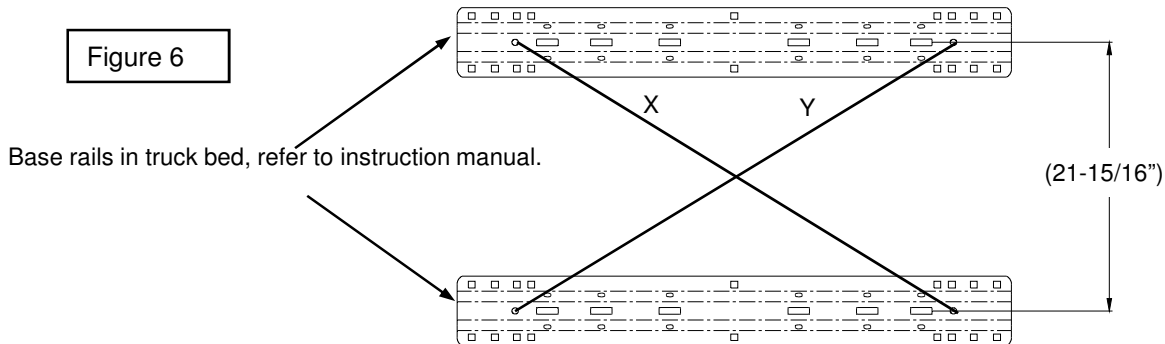 Figure 6
X
Y
Base rails in truck bed, refer to instruction manual.
(21-15/16”)